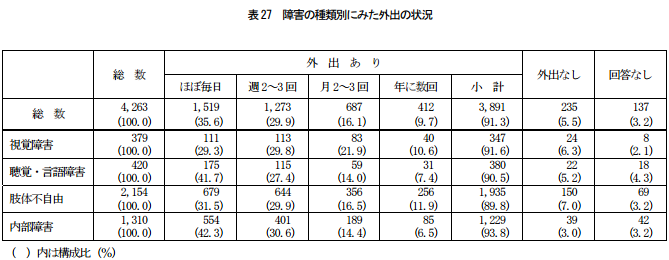 表27 障害の種類別にみた外出の状況
総 数 外 出 あ り 外出なし 回答なし
ほぼ毎日 週2～3回 月2～3回 年に数回 小 計
総 数 4,263 1,519 1,273 687 412 3,891 235 137
(100.0) (35.6) (29.9) (16.1) (9.7) (91.3) (5.5) (3.2)
視覚障害 379 111 113 83 40 347 24 8
(100.0) (29.3) (29.8) (21.9) (10.6) (91.6) (6.3) (2.1)
聴覚・言語障害 420 175 115 59 31 380 22 18
(100.0) (41.7) (27.4) (14.0) (7.4) (90.5) (5.2) (4.3)
肢体不自由 2,154 679 644 356 256 1,935 150 69
(100.0) (31.5) (29.9) (16.5) (11.9) (89.8) (7.0) (3.2)
内部障害 1,310 554 401 189 85 1,229 39 42
(100.0) (42.3) (30.6) (14.4) (6.5) (93.8) (3.0) (3.2)
（ ）内は構成比（%）